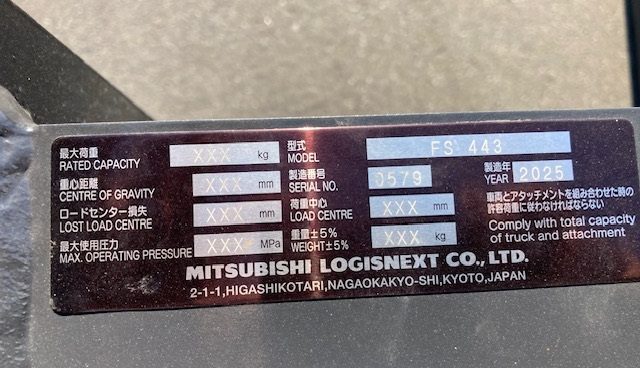 最大荷重 RATED CAPACITY XXX kg
型式 MODEL FS 443
重心距離 CENTRE OF GRAVITY XXX mm
製造番号 SERIAL NO. 0579
製造年 YEAR 2025
ロードセンター損失 LOST LOAD CENTRE XXX mm
荷重中心 LOAD CENTRE XXX mm
最大使用圧力 MAX. OPERATING PRESSURE XXX MPa
重量±5% WEIGHT±5% XXX kg
車両とアタッチメントを組み合わせた時の
許容荷重に従わなければならない
Comply with total capacity
of truck and attachment
MITSUBISHI LOGISNEXT CO., LTD.
2-1-1,HIGASHIKOTARI,NAGAOKAKYO-SHI,KYOTO,JAPAN